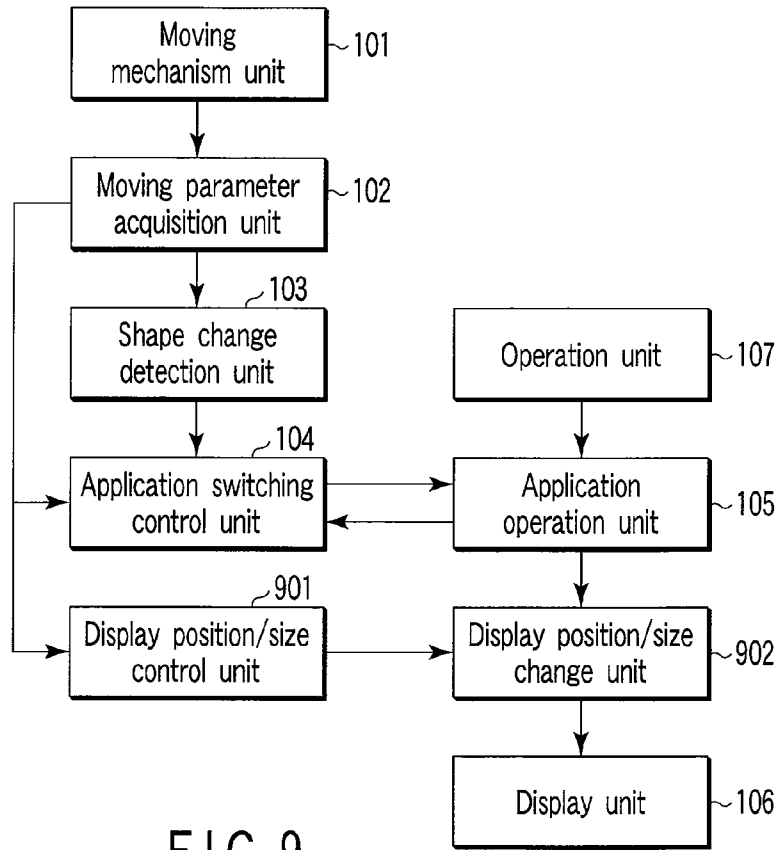 Moving
mechanism unit
101
Moving parameter
acquisition unit
102
103
Shape change
detection unit
Operation unit
107
104
Application switching
control unit
Application
operation unit
105
901
Display position/size
control unit
Display position/size
change unit
902
Display unit
106
FIG. 9